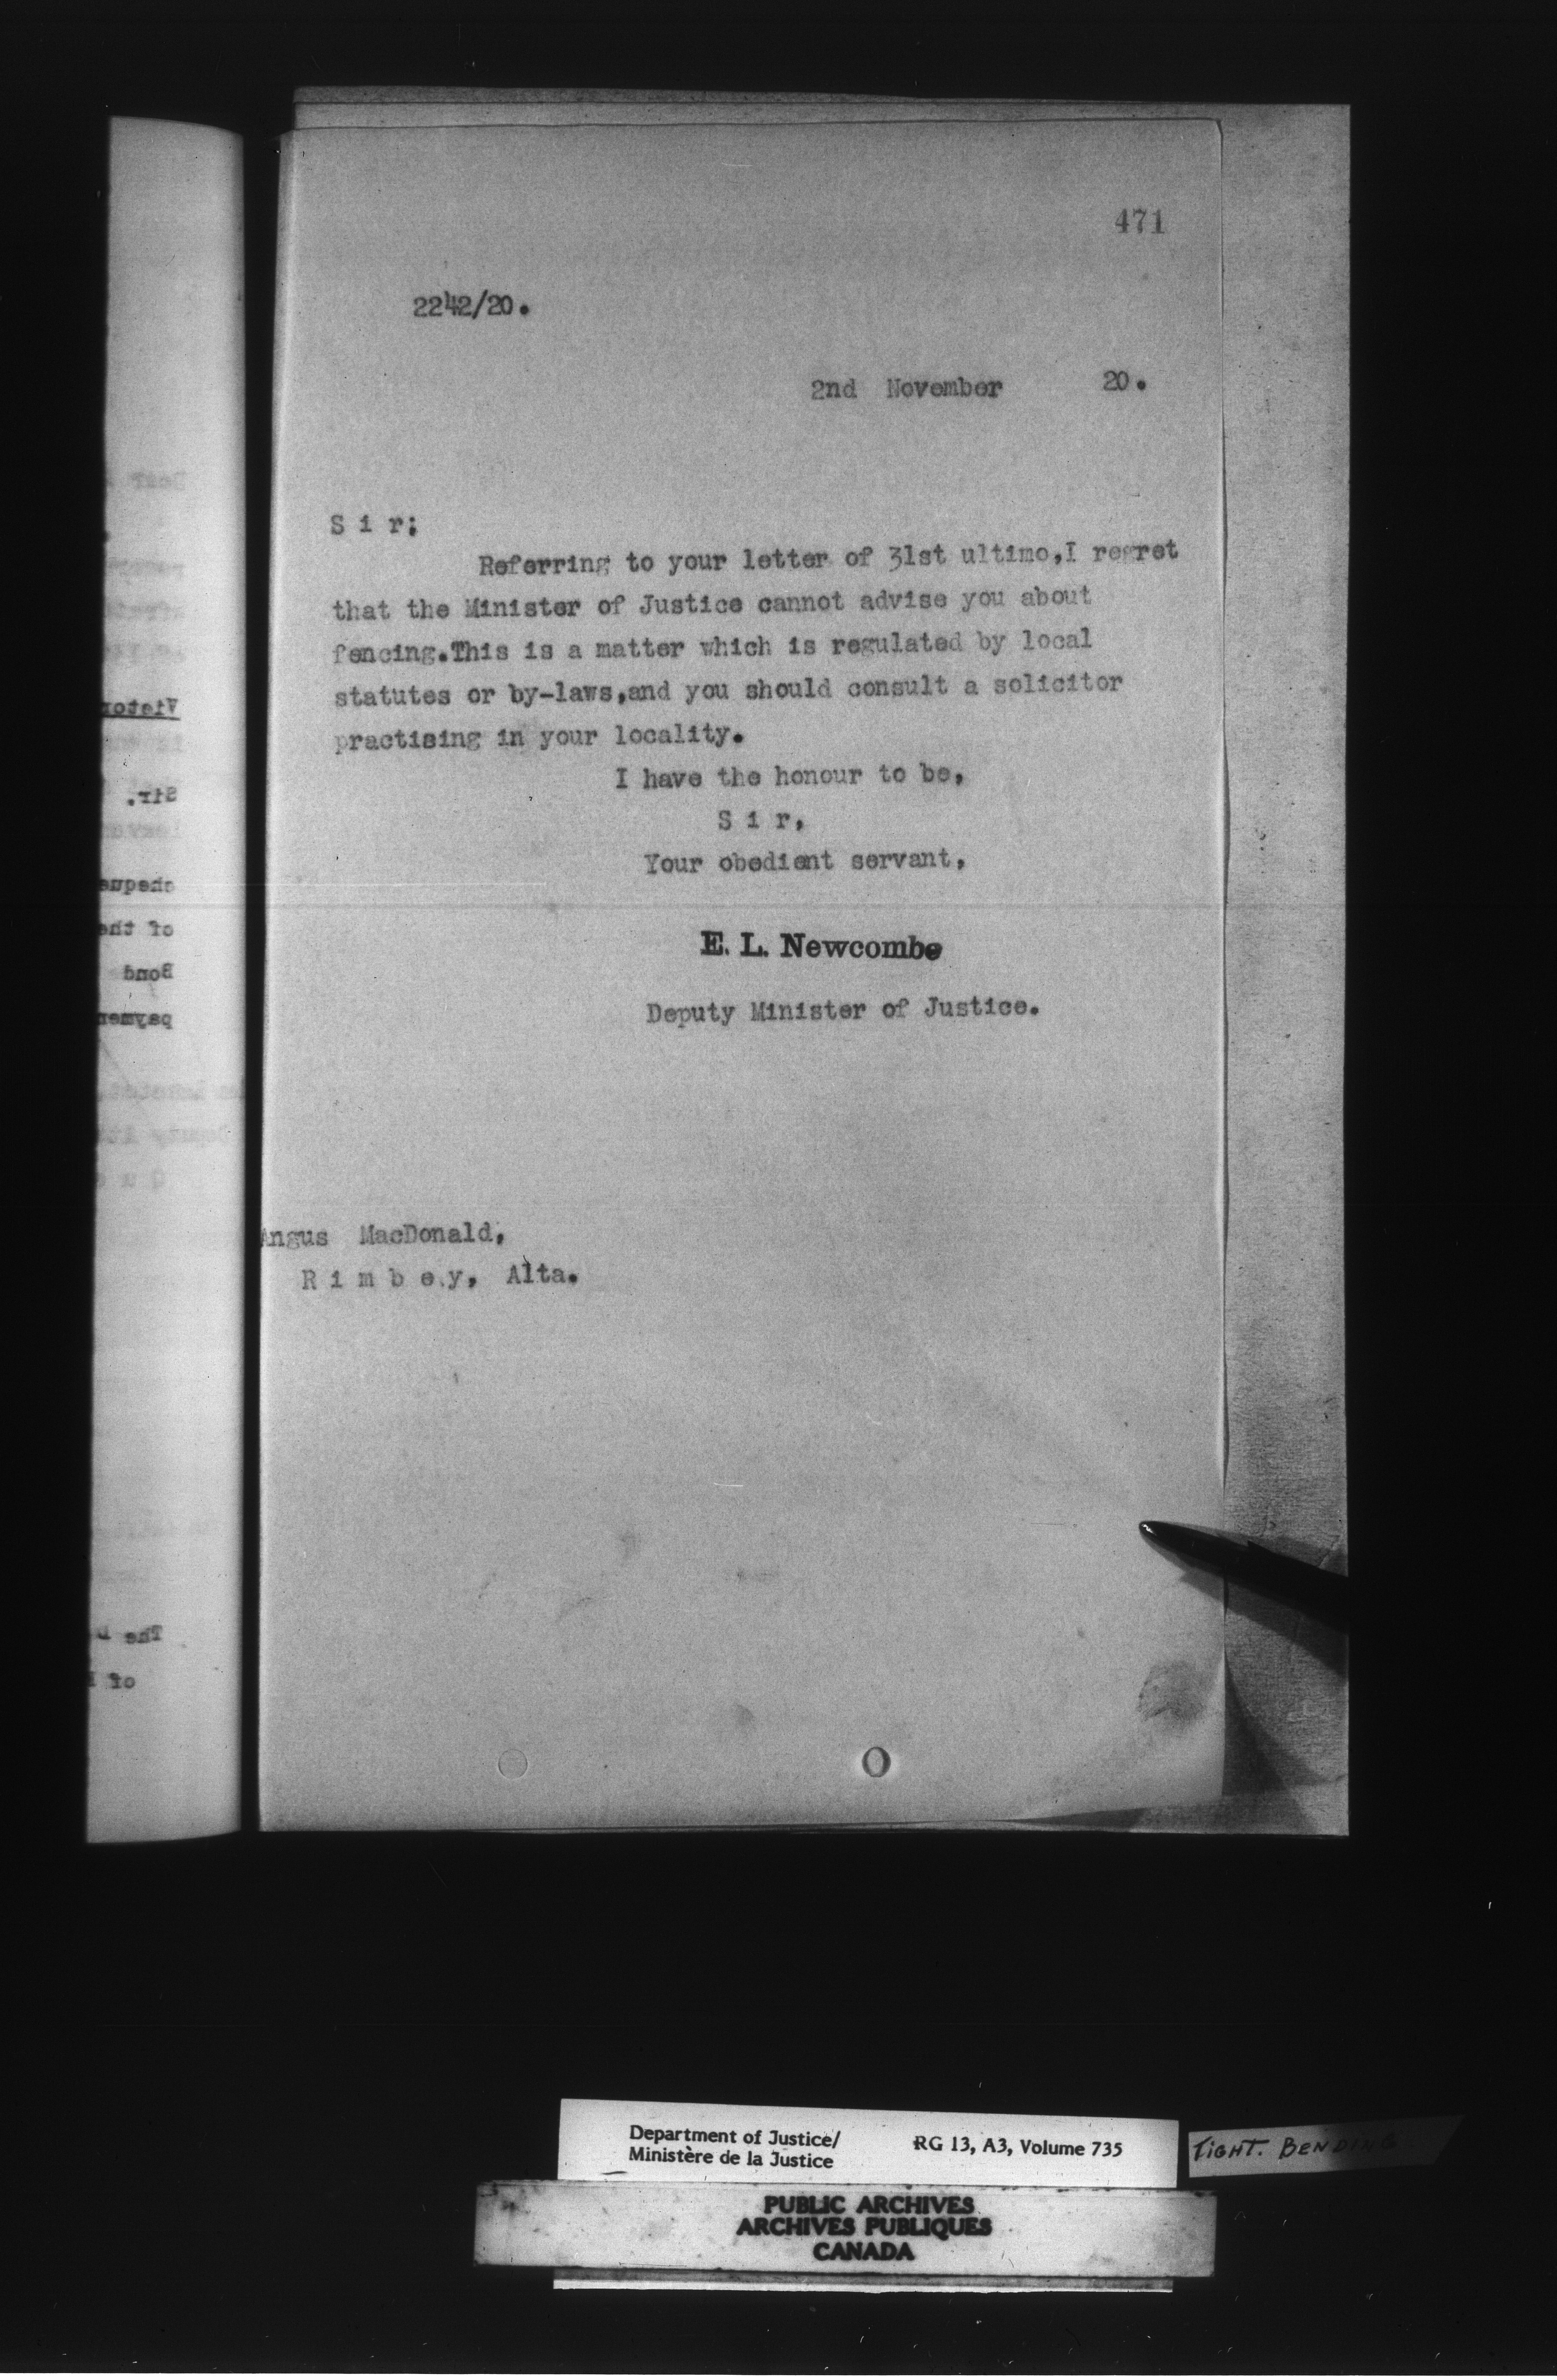 471
2242/20.
2nd November 20.
S i r;
Referring to your letter of 31st ultimo,I regret
that the Minister of Justice cannot advise you about
fencing.This is a matter which is regulated by local
statutes or by-laws,and you should consult a solicitor
practising in your locality.
I have the honour to be,
S i r,
Your obedient servant,
E. L. Newcombe
Deputy Minister of Justice.
Angus MacDonald,
R i m b e y, Alta.
Department of Justice/
Ministère de la Justice
RG 13, A3, Volume 735
TIGHT. BENDING
PUBLIC ARCHIVES
ARCHIVES PUBLIQUES
CANADA